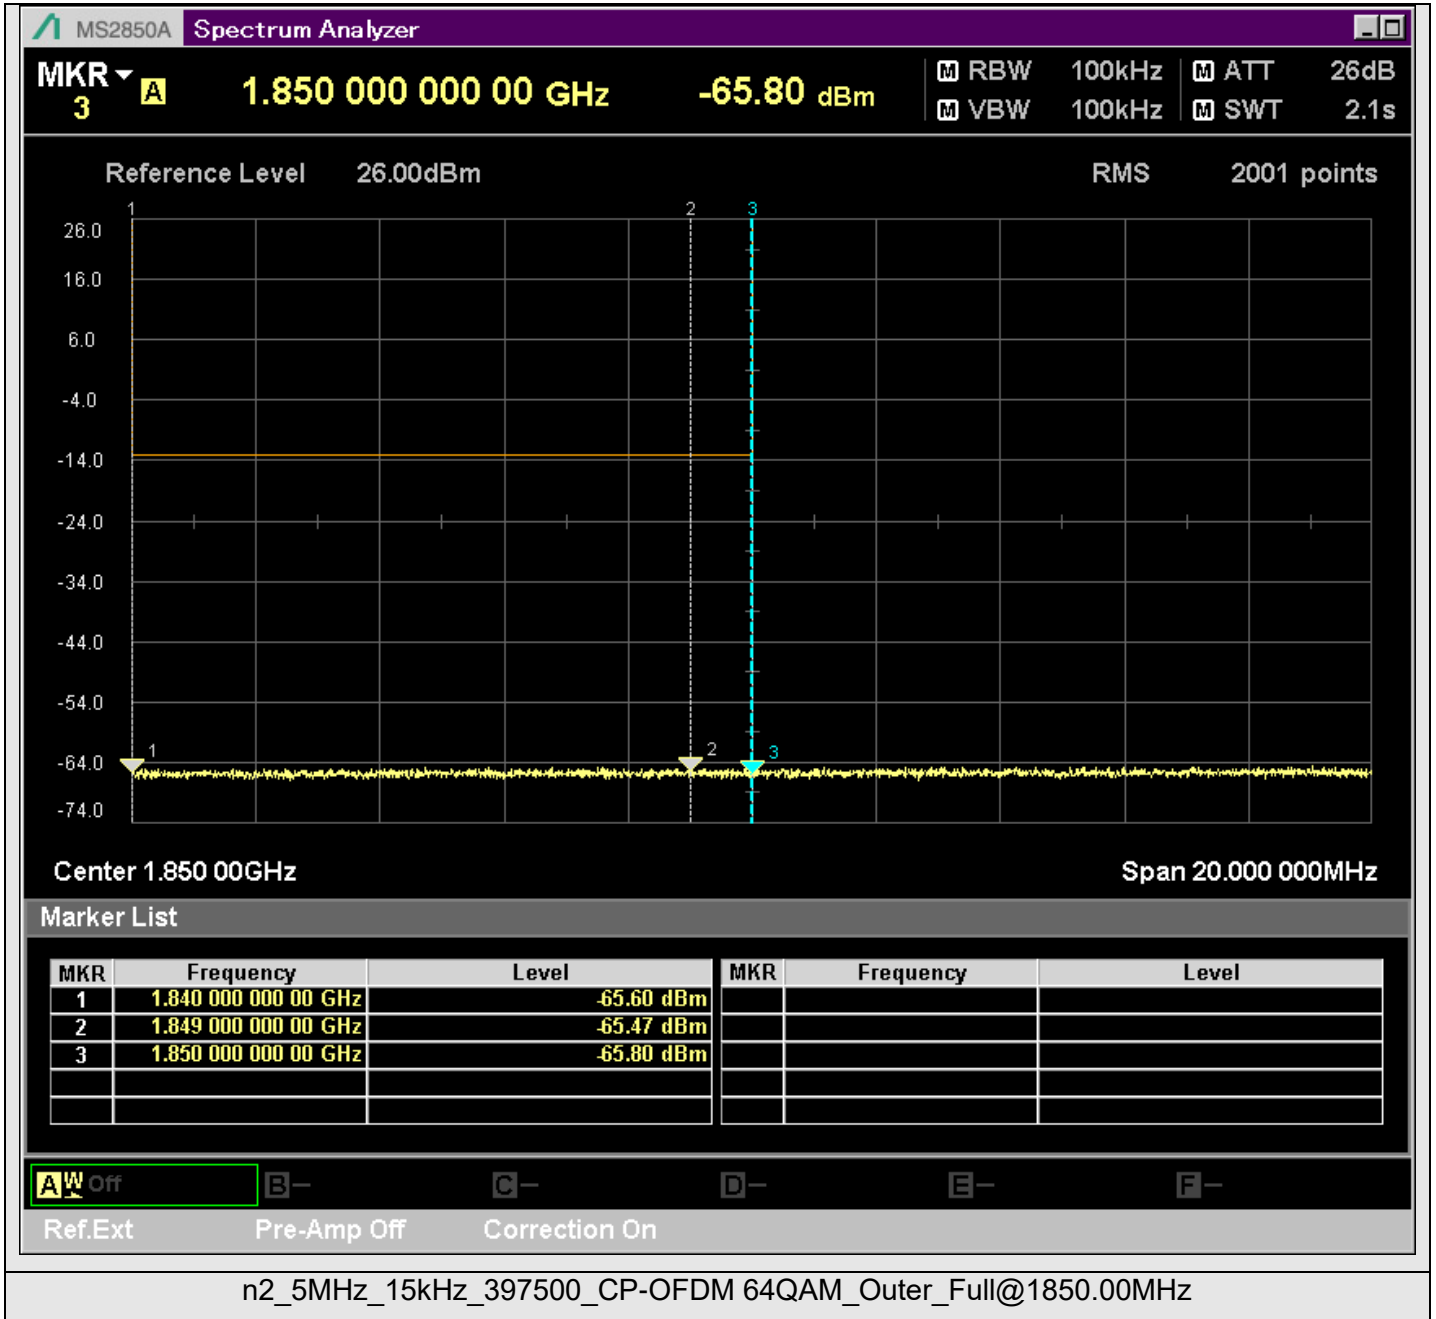 MS2850A Spectrum Analyzer
MKR A 1.850 000 000 00 GHz -65.80 dBm M RBW 100kHz M ATT 26dB
3 M VBW 100kHz M SWT 2.1s
Reference Level 26.00dBm RMS 2001 points
1 2 3
26.0
16.0
6.0
-4.0
-14.0
-24.0
-34.0
-44.0
-54.0
1 2 3
-64.0
-74.0
Center 1.850 00GHz Span 20.000 000MHz
Marker List
MKR Frequency Level MKR Frequency Level
1 1.840 000 000 00 GHz -65.60 dBm
2 1.849 000 000 00 GHz -65.47 dBm
3 1.850 000 000 00 GHz -65.80 dBm
A W Off B- C- D- E- F-
Ref.Ext Pre-Amp Off Correction On
n2_5MHz_15kHz_397500_CP-OFDM 64QAM_Outer_Full@1850.00MHz